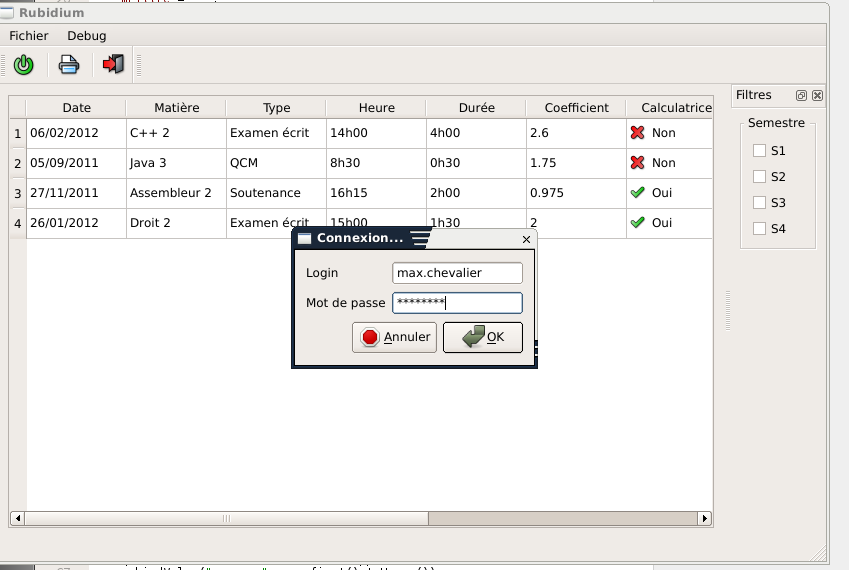 Rubidium
Fichier Debug
Date Matière Type Heure Durée Coefficient Calculatrice
1 06/02/2012 C++ 2 Examen écrit 14h00 4h00 2.6 Non
2 05/09/2011 Java 3 QCM 8h30 0h30 1.75 Non
3 27/11/2011 Assembleur 2 Soutenance 16h15 2h00 0.975 Oui
4 26/01/2012 Droit 2 Examen écrit 15h00 1h30 2 Oui
Filtres
Semestre
S1
S2
S3
S4
Connexion...
Login max.chevalier
Mot de passe ********
Annuler OK